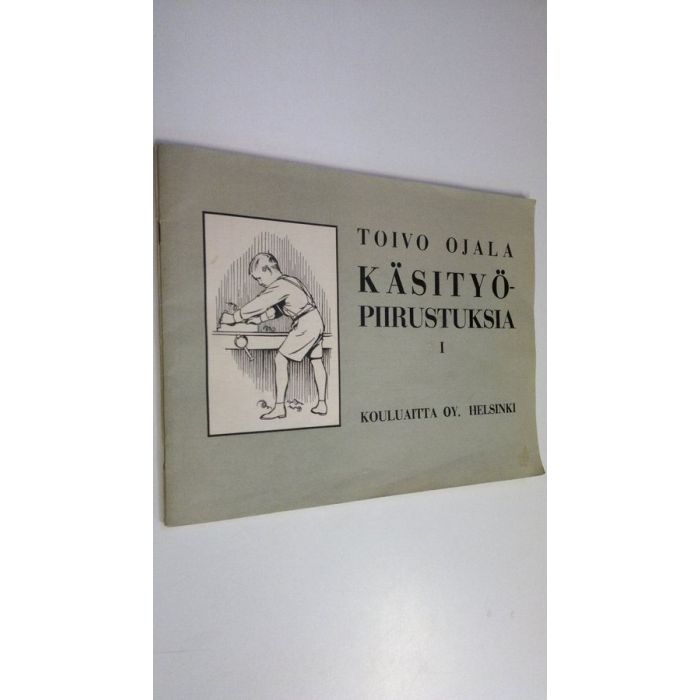 TOIVO OJALA
KÄSITYÖ-
PIIRUSTUKSIA
I
KOULUAITTA OY. HELSINKI